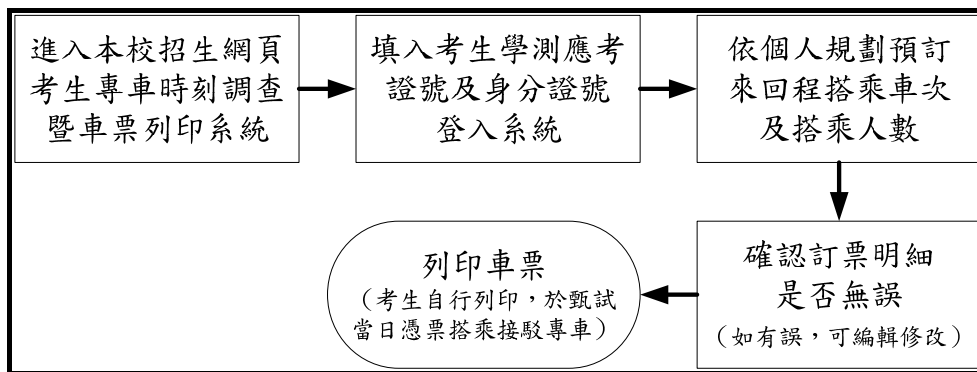 進入本校招生網頁
考生專車時刻調查
暨車票列印系統
填入考生學測應考
證號及身分證號
登入系統
依個人規劃預訂
來回程搭乘車次
及搭乘人數
確認訂票明細
是否無誤
（如有誤，可編輯修改）
列印車票
（考生自行列印，於甄試
當日憑票搭乘接駁專車）